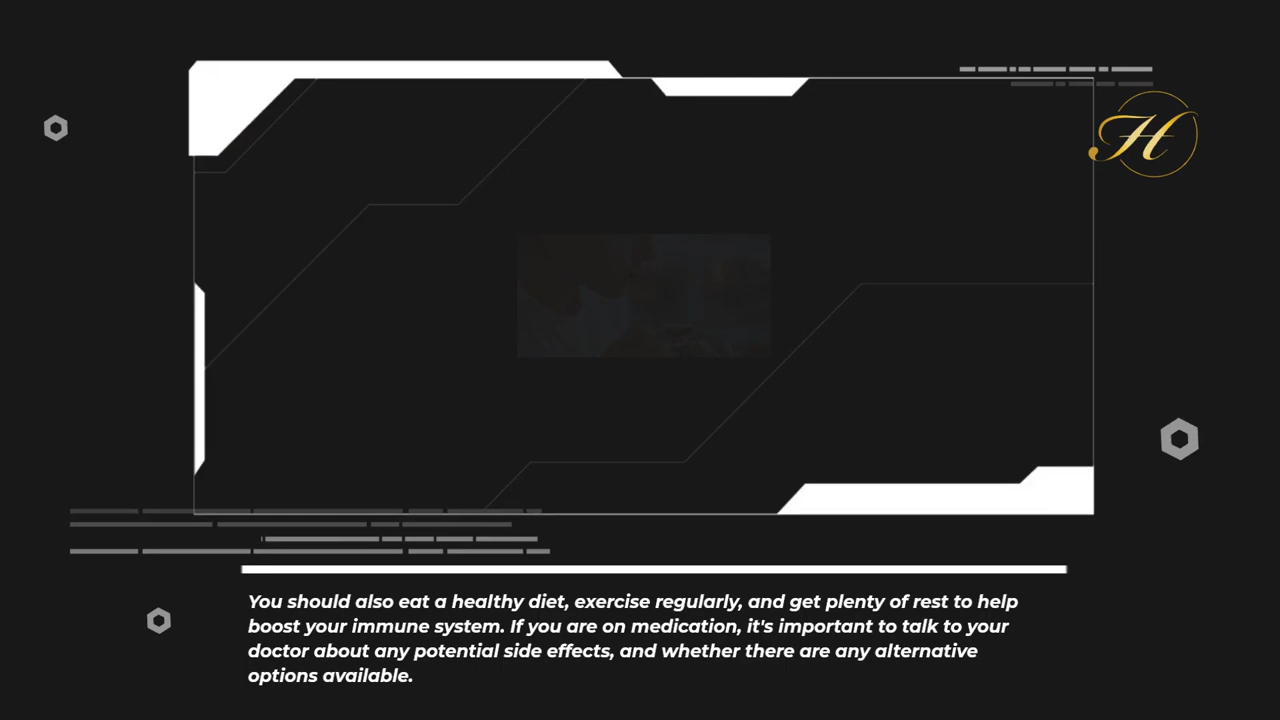 H
You should also eat a healthy diet, exercise regularly, and get plenty of rest to help
boost your immune system. If you are on medication, it's important to talk to your
doctor about any potential side effects, and whether there are any alternative
options available.